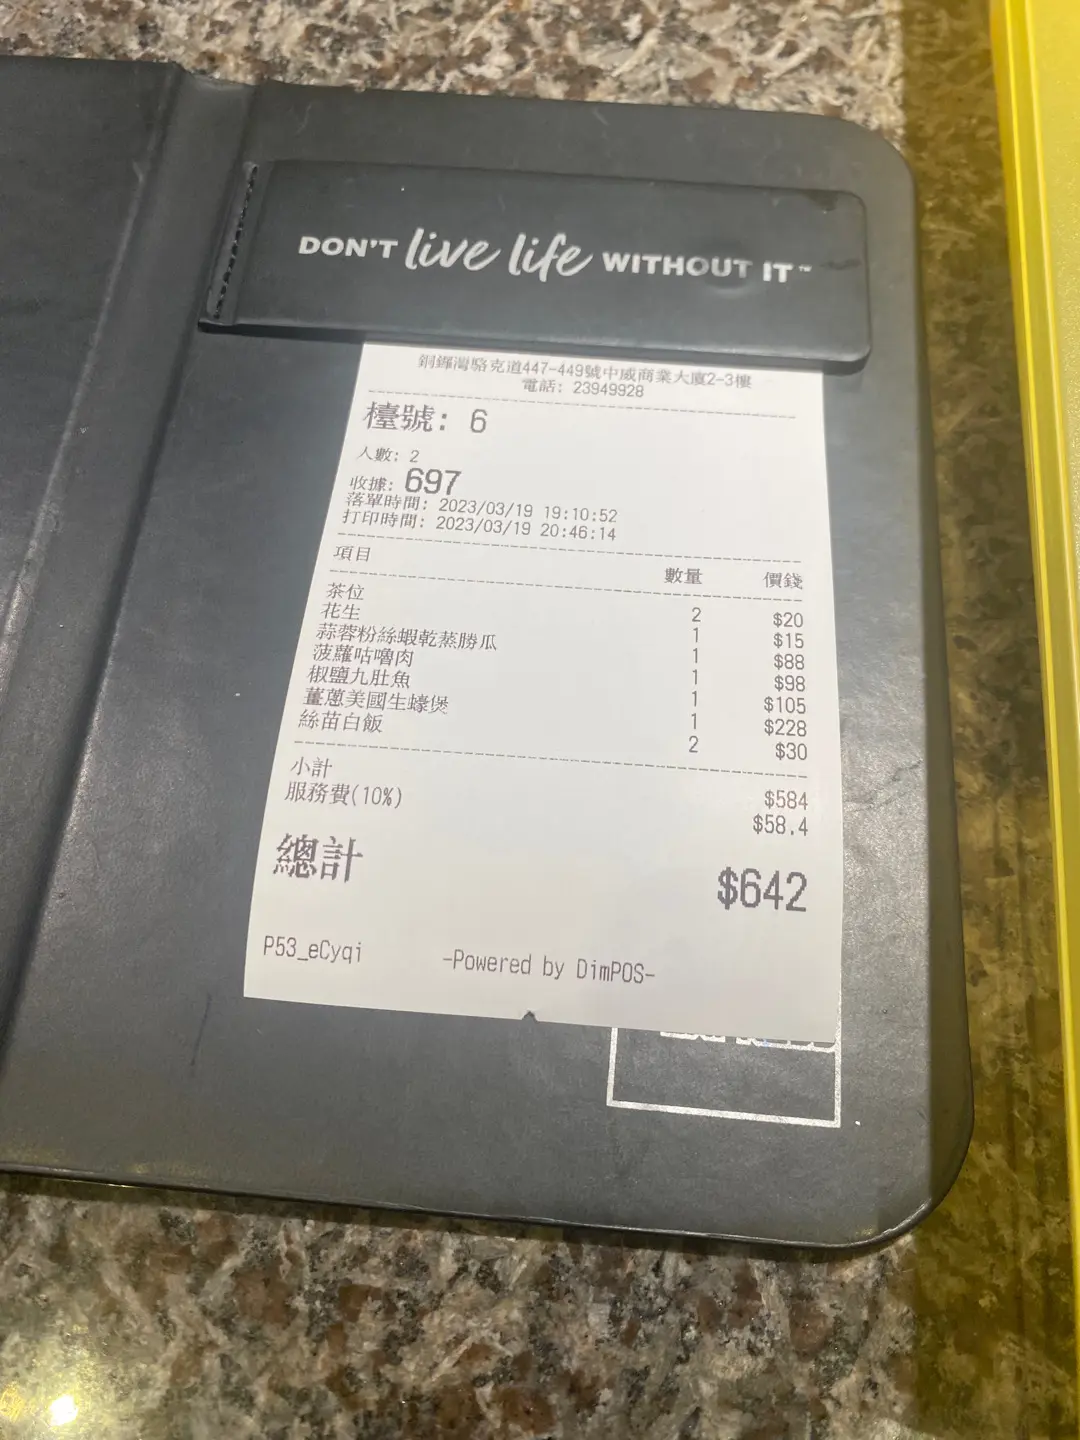 DON'T live life WITHOUT IT™
銅鑼灣駱克道447-449號中威商業大廈2-3樓
電話: 23949928
檯號: 6
人數: 2
收據: 697
落單時間: 2023/03/19 19:10:52
打印時間: 2023/03/19 20:46:14
項目 數量 價錢
茶位 2 $20
花生 1 $15
蒜蓉粉絲蝦乾蒸勝瓜 1 $88
菠蘿咕嚕肉 1 $98
椒鹽九肚魚 1 $105
薑蔥美國生蠔煲 1 $228
絲苗白飯 2 $30
小計 $584
服務費(10%) $58.4
總計 $642
P53_eCyqi -Powered by DimPOS-